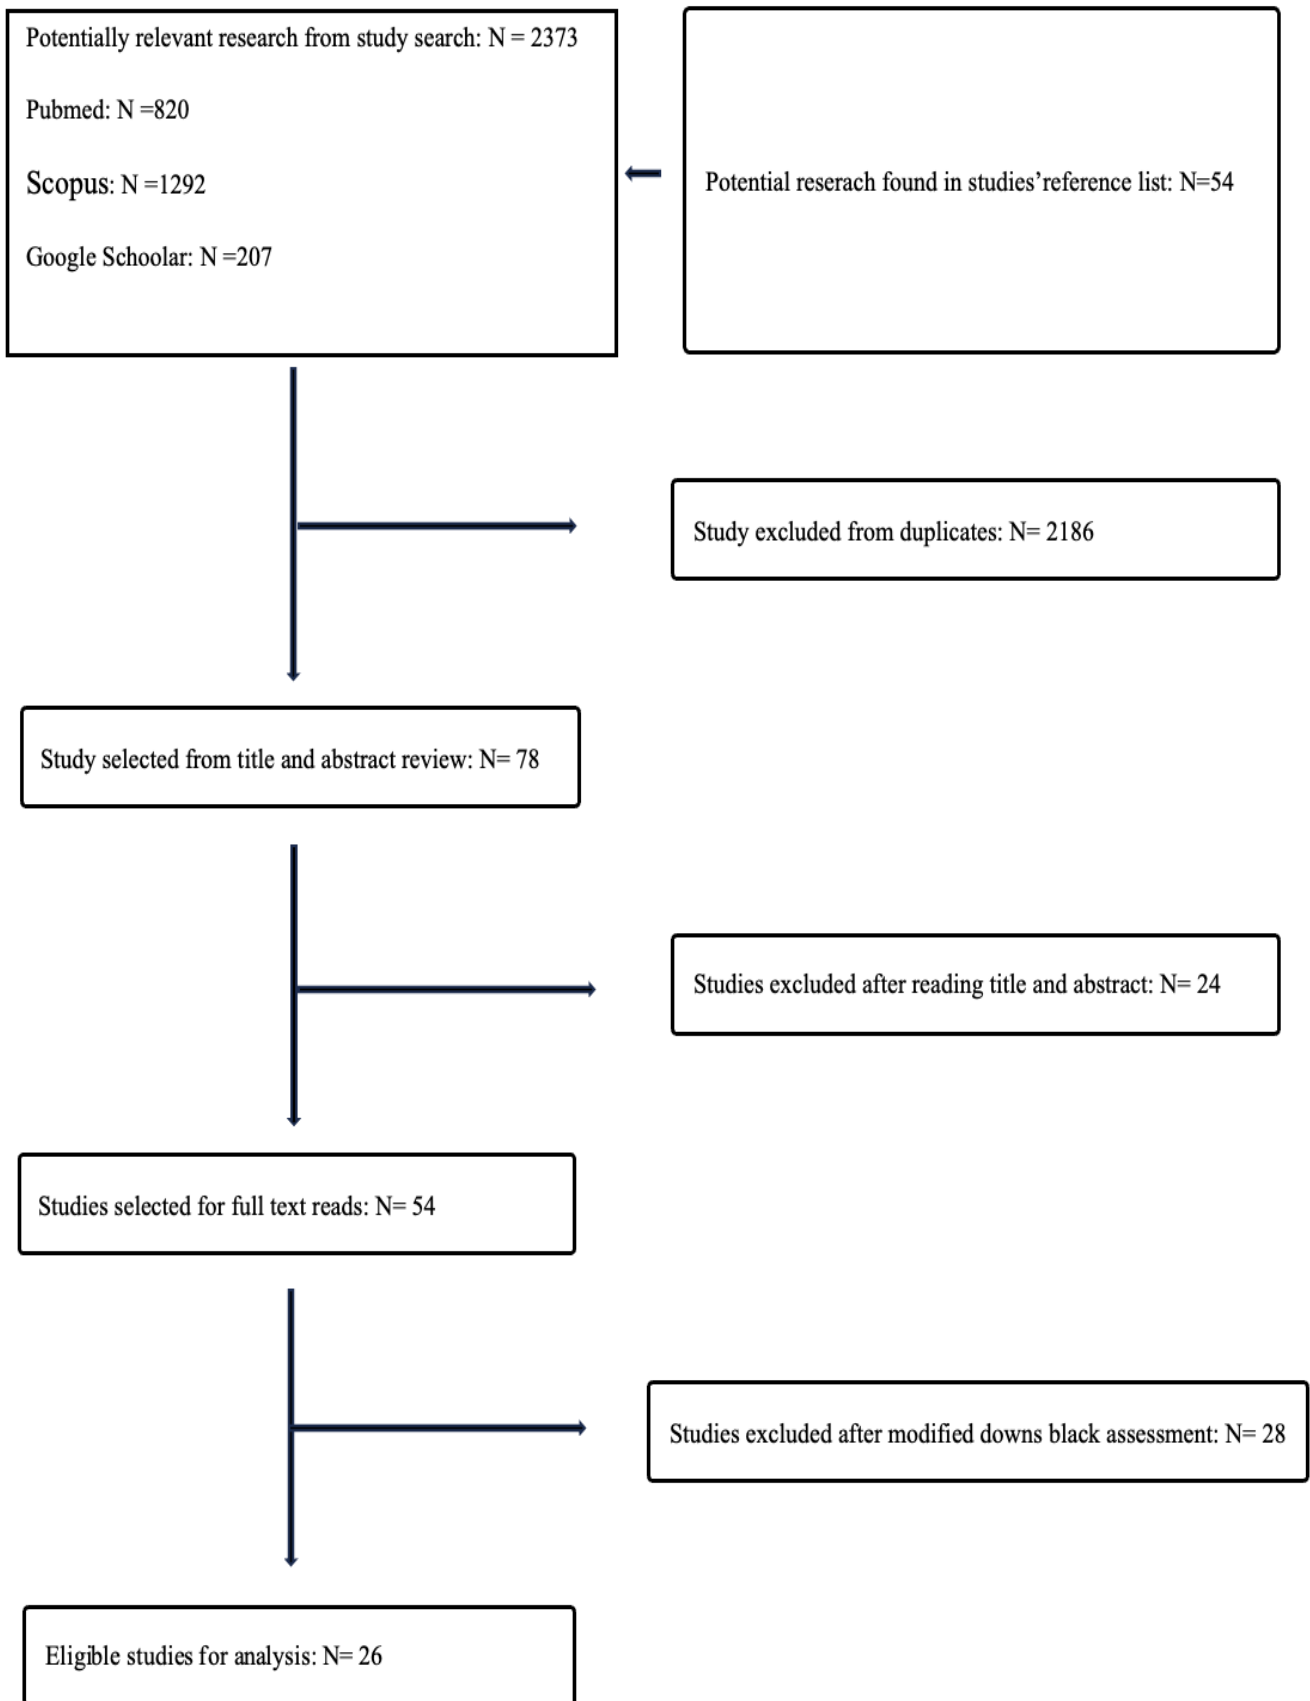 Potentially relevant research from study search: N = 2373
Pubmed: N =820
Scopus: N =1292
Google Schoolar: N =207
Potential reserach found in studies’reference list: N=54
Study excluded from duplicates: N= 2186
Study selected from title and abstract review: N= 78
Studies excluded after reading title and abstract: N= 24
Studies selected for full text reads: N= 54
Studies excluded after modified downs black assessment: N= 28
Eligible studies for analysis: N= 26